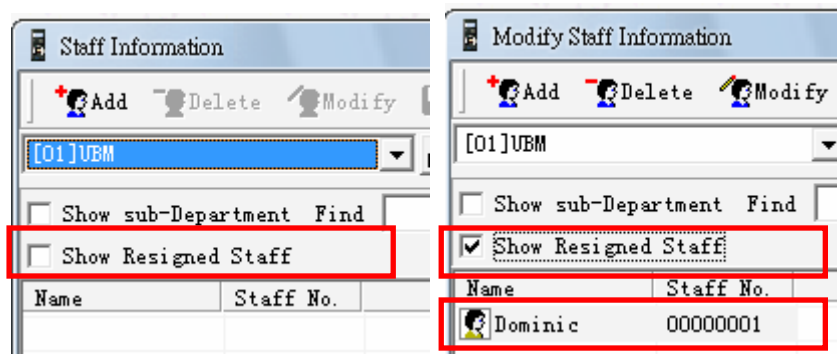 Staff Information
Add Delete Modify
[01]UBM
Show sub-Department Find
Show Resigned Staff
Name Staff No.
Modify Staff Information
Add Delete Modify
[01]UBM
Show sub-Department Find
Show Resigned Staff
Name Staff No.
Dominic 00000001